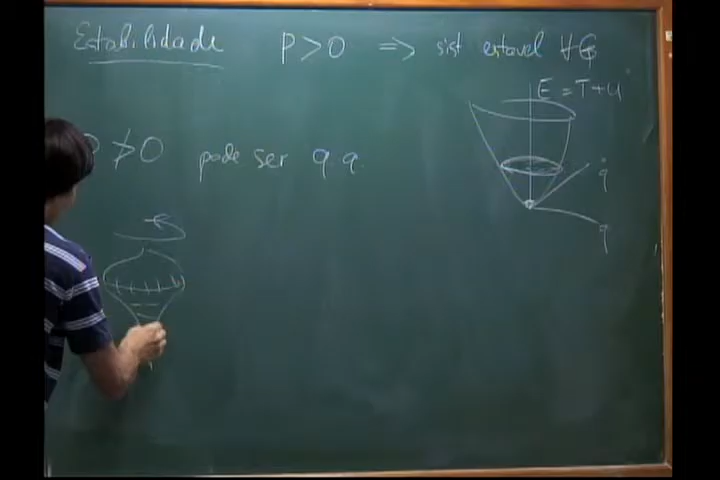 Estabilidade P > 0 => sist estavel ∀ G
E = T + U
P ≯ 0 pode ser q q.
q̇
q